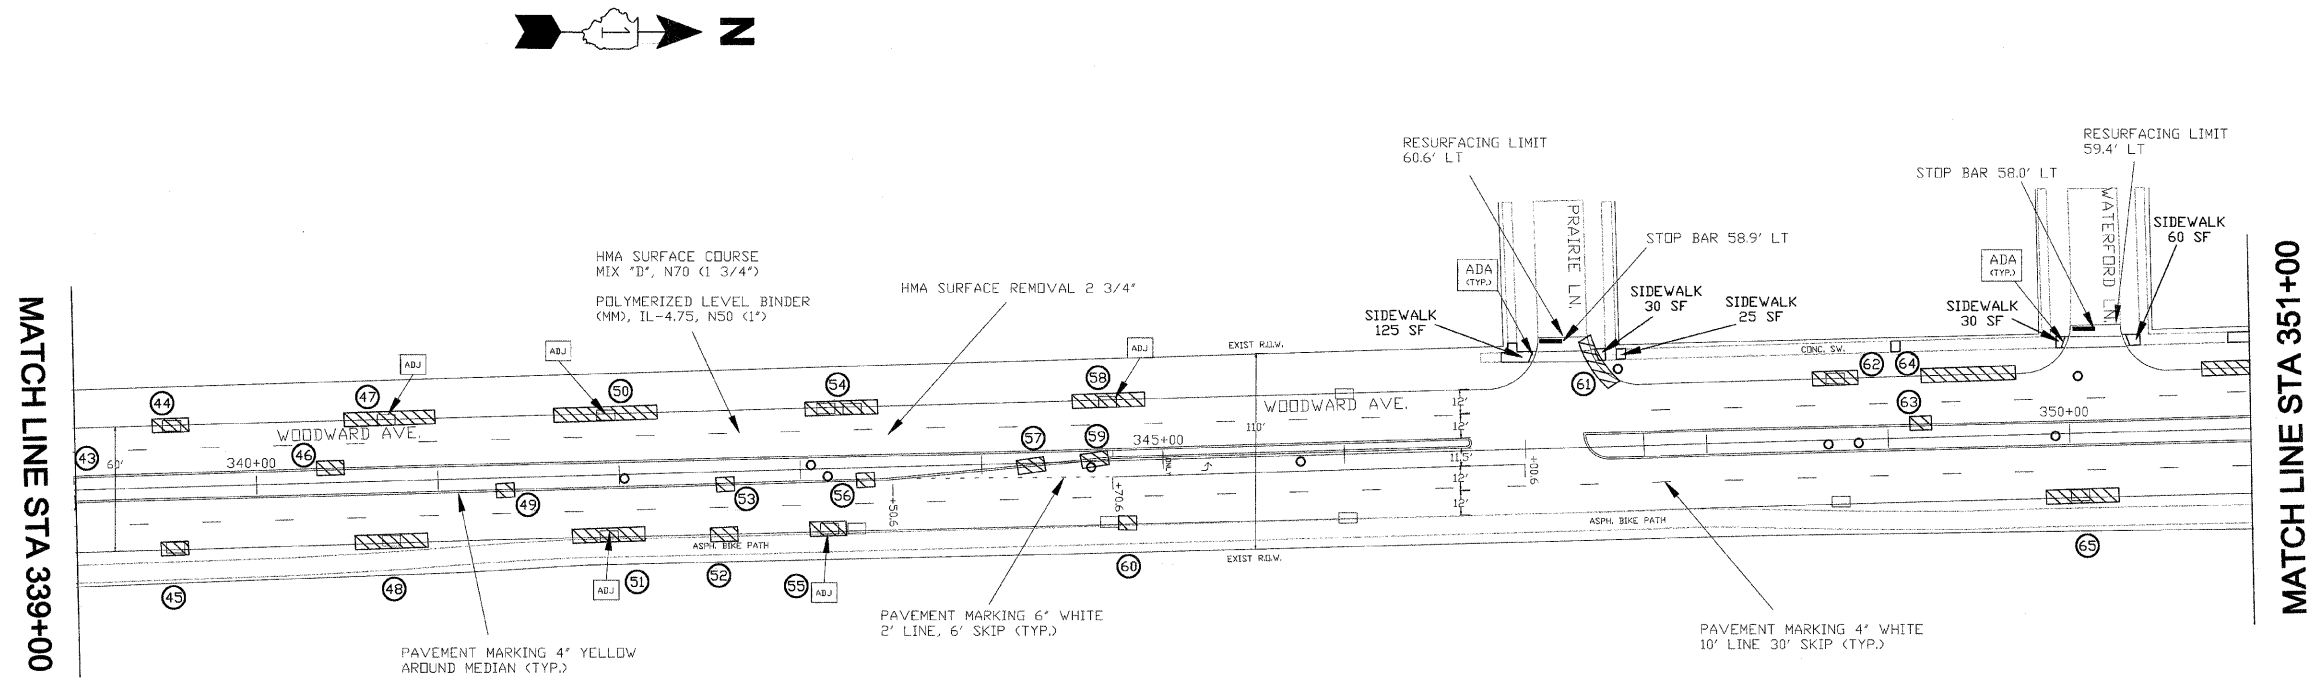 1
N
MATCH LINE STA 339+00
MATCH LINE STA 351+00
RESURFACING LIMIT
60.6' LT
RESURFACING LIMIT
59.4' LT
STOP BAR 58.0' LT
WATERFORD LN.
SIDEWALK
60 SF
PRAIRIE LN.
STOP BAR 58.9' LT
HMA SURFACE COURSE
MIX "D", N70 (1 3/4")
POLYMERIZED LEVEL BINDER
(MM), IL-4.75, N50 (1")
HMA SURFACE REMOVAL 2 3/4"
ADA
(TYP.)
ADA
(TYP.)
SIDEWALK
125 SF
SIDEWALK
30 SF
SIDEWALK
25 SF
SIDEWALK
30 SF
EXIST R.O.W.
CONC. SW.
ADJ
ADJ
ADJ
44
47
50
54
58
61
62
64
63
WOODWARD AVE.
WOODWARD AVE.
110'
12'
12'
11.5'
12'
12'
350+00
345+00
340+00
43
60'
46
57
59
ONLY
49
53
56
+50.6
+70.6
+00.6
ASPH. BIKE PATH
ASPH. BIKE PATH
EXIST R.O.W.
45
48
ADJ
51
52
55
ADJ
60
65
PAVEMENT MARKING 4" YELLOW
AROUND MEDIAN (TYP.)
PAVEMENT MARKING 6" WHITE
2' LINE, 6' SKIP (TYP.)
PAVEMENT MARKING 4" WHITE
10' LINE 30' SKIP (TYP.)